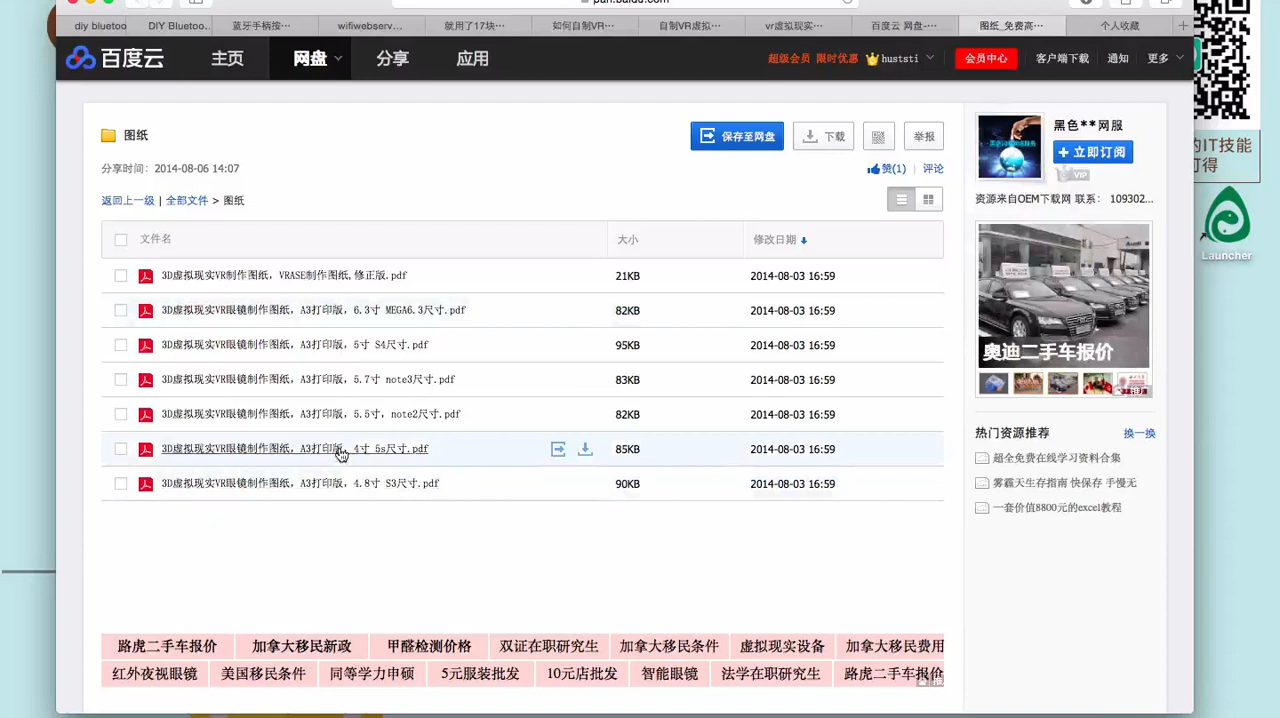 pan.baidu.com
diy bluetoo
DIY Bluetoo...
蓝牙手柄按...
wifiwebserv...
就用了17块...
如何自制VR...
自制VR虚拟...
vr虚拟现实...
百度云 网盘-...
图纸_免费高...
个人收藏
百度云
主页
网盘
分享
应用
超级会员 限时优惠
huststi
会员中心
客户端下载
通知
更多
图纸
保存至网盘
下载
举报
分享时间：2014-08-06 14:07
赞(1)
评论
返回上一级 | 全部文件 > 图纸
文件名
大小
修改日期
3D虚拟现实VR制作图纸, VRASE制作图纸,修正版.pdf
21KB
2014-08-03 16:59
3D虚拟现实VR眼镜制作图纸, A3打印版, 6.3寸 MEGA6.3尺寸.pdf
82KB
2014-08-03 16:59
3D虚拟现实VR眼镜制作图纸, A3打印版, 5寸 S4尺寸.pdf
95KB
2014-08-03 16:59
3D虚拟现实VR眼镜制作图纸, A3打印版, 5.7寸 note3尺寸.pdf
83KB
2014-08-03 16:59
3D虚拟现实VR眼镜制作图纸, A3打印版, 5.5寸, note2尺寸.pdf
82KB
2014-08-03 16:59
3D虚拟现实VR眼镜制作图纸, A3打印版, 4寸 5s尺寸.pdf
85KB
2014-08-03 16:59
3D虚拟现实VR眼镜制作图纸, A3打印版, 4.8寸 S3尺寸.pdf
90KB
2014-08-03 16:59
黑色**网服
+ 立即订阅
VIP
资源来自OEM下载网 联系： 109302...
奥迪二手车报价
热门资源推荐
换一换
超全免费在线学习资料合集
雾霾天生存指南 快保存 手慢无
一套价值8800元的excel教程
路虎二手车报价
加拿大移民新政
甲醛检测价格
双证在职研究生
加拿大移民条件
虚拟现实设备
加拿大移民费用
红外夜视眼镜
美国移民条件
同等学力申硕
5元服装批发
10元店批发
智能眼镜
法学在职研究生
路虎二手车报价
的IT技能
可得
Launcher